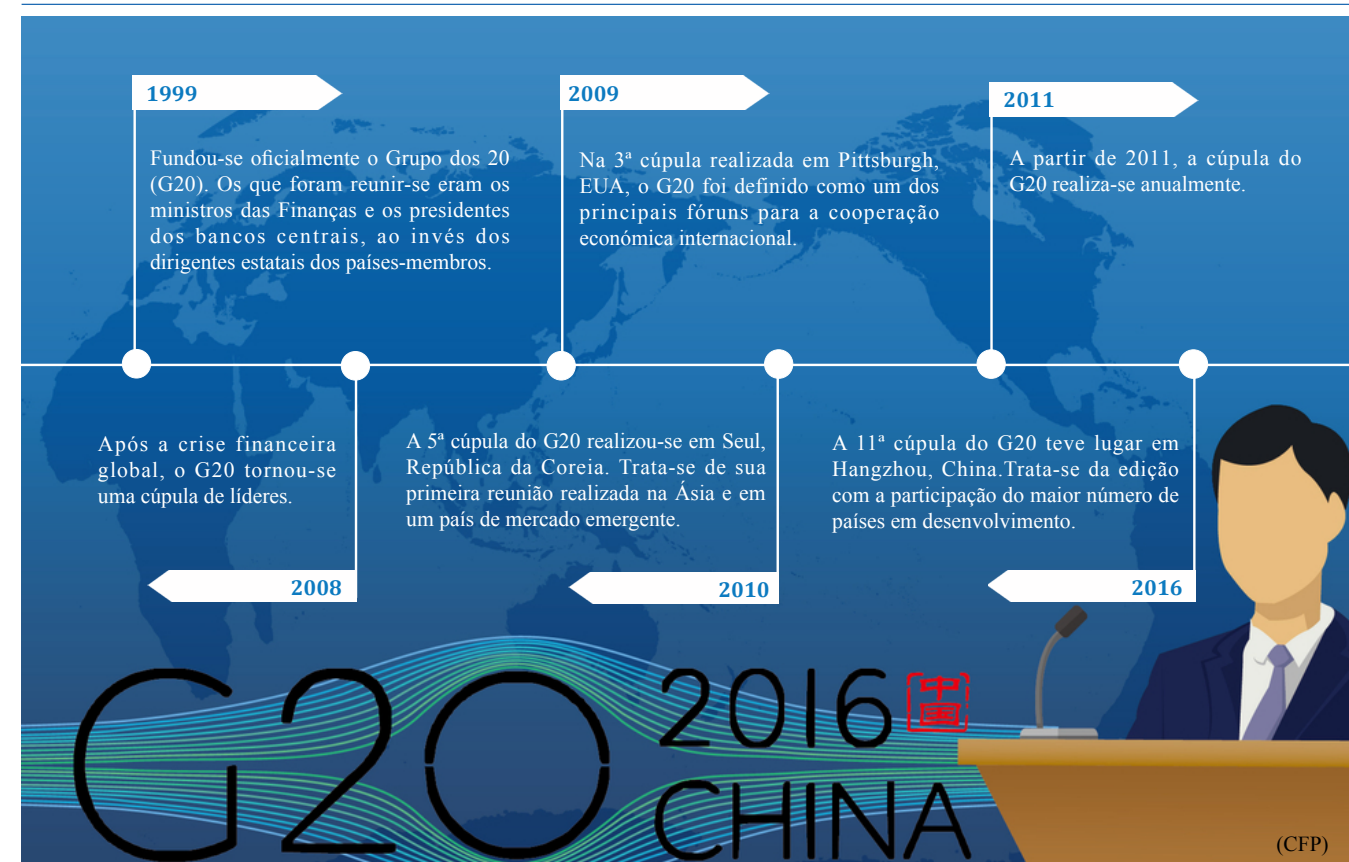 1999
Fundou-se oficialmente o Grupo dos 20
(G20). Os que foram reunir-se eram os
ministros das Finanças e os presidentes
dos bancos centrais, ao invés dos
dirigentes estatais dos países-membros.
2009
Na 3ª cúpula realizada em Pittsburgh,
EUA, o G20 foi definido como um dos
principais fóruns para a cooperação
económica internacional.
2011
A partir de 2011, a cúpula do
G20 realiza-se anualmente.
Após a crise financeira
global, o G20 tornou-se
uma cúpula de líderes.
2008
A 5ª cúpula do G20 realizou-se em Seul,
República da Coreia. Trata-se de sua
primeira reunião realizada na Ásia e em
um país de mercado emergente.
2010
A 11ª cúpula do G20 teve lugar em
Hangzhou, China.Trata-se da edição
com a participação do maior número de
países em desenvolvimento.
2016
G20
2016 中國
CHINA
(CFP)